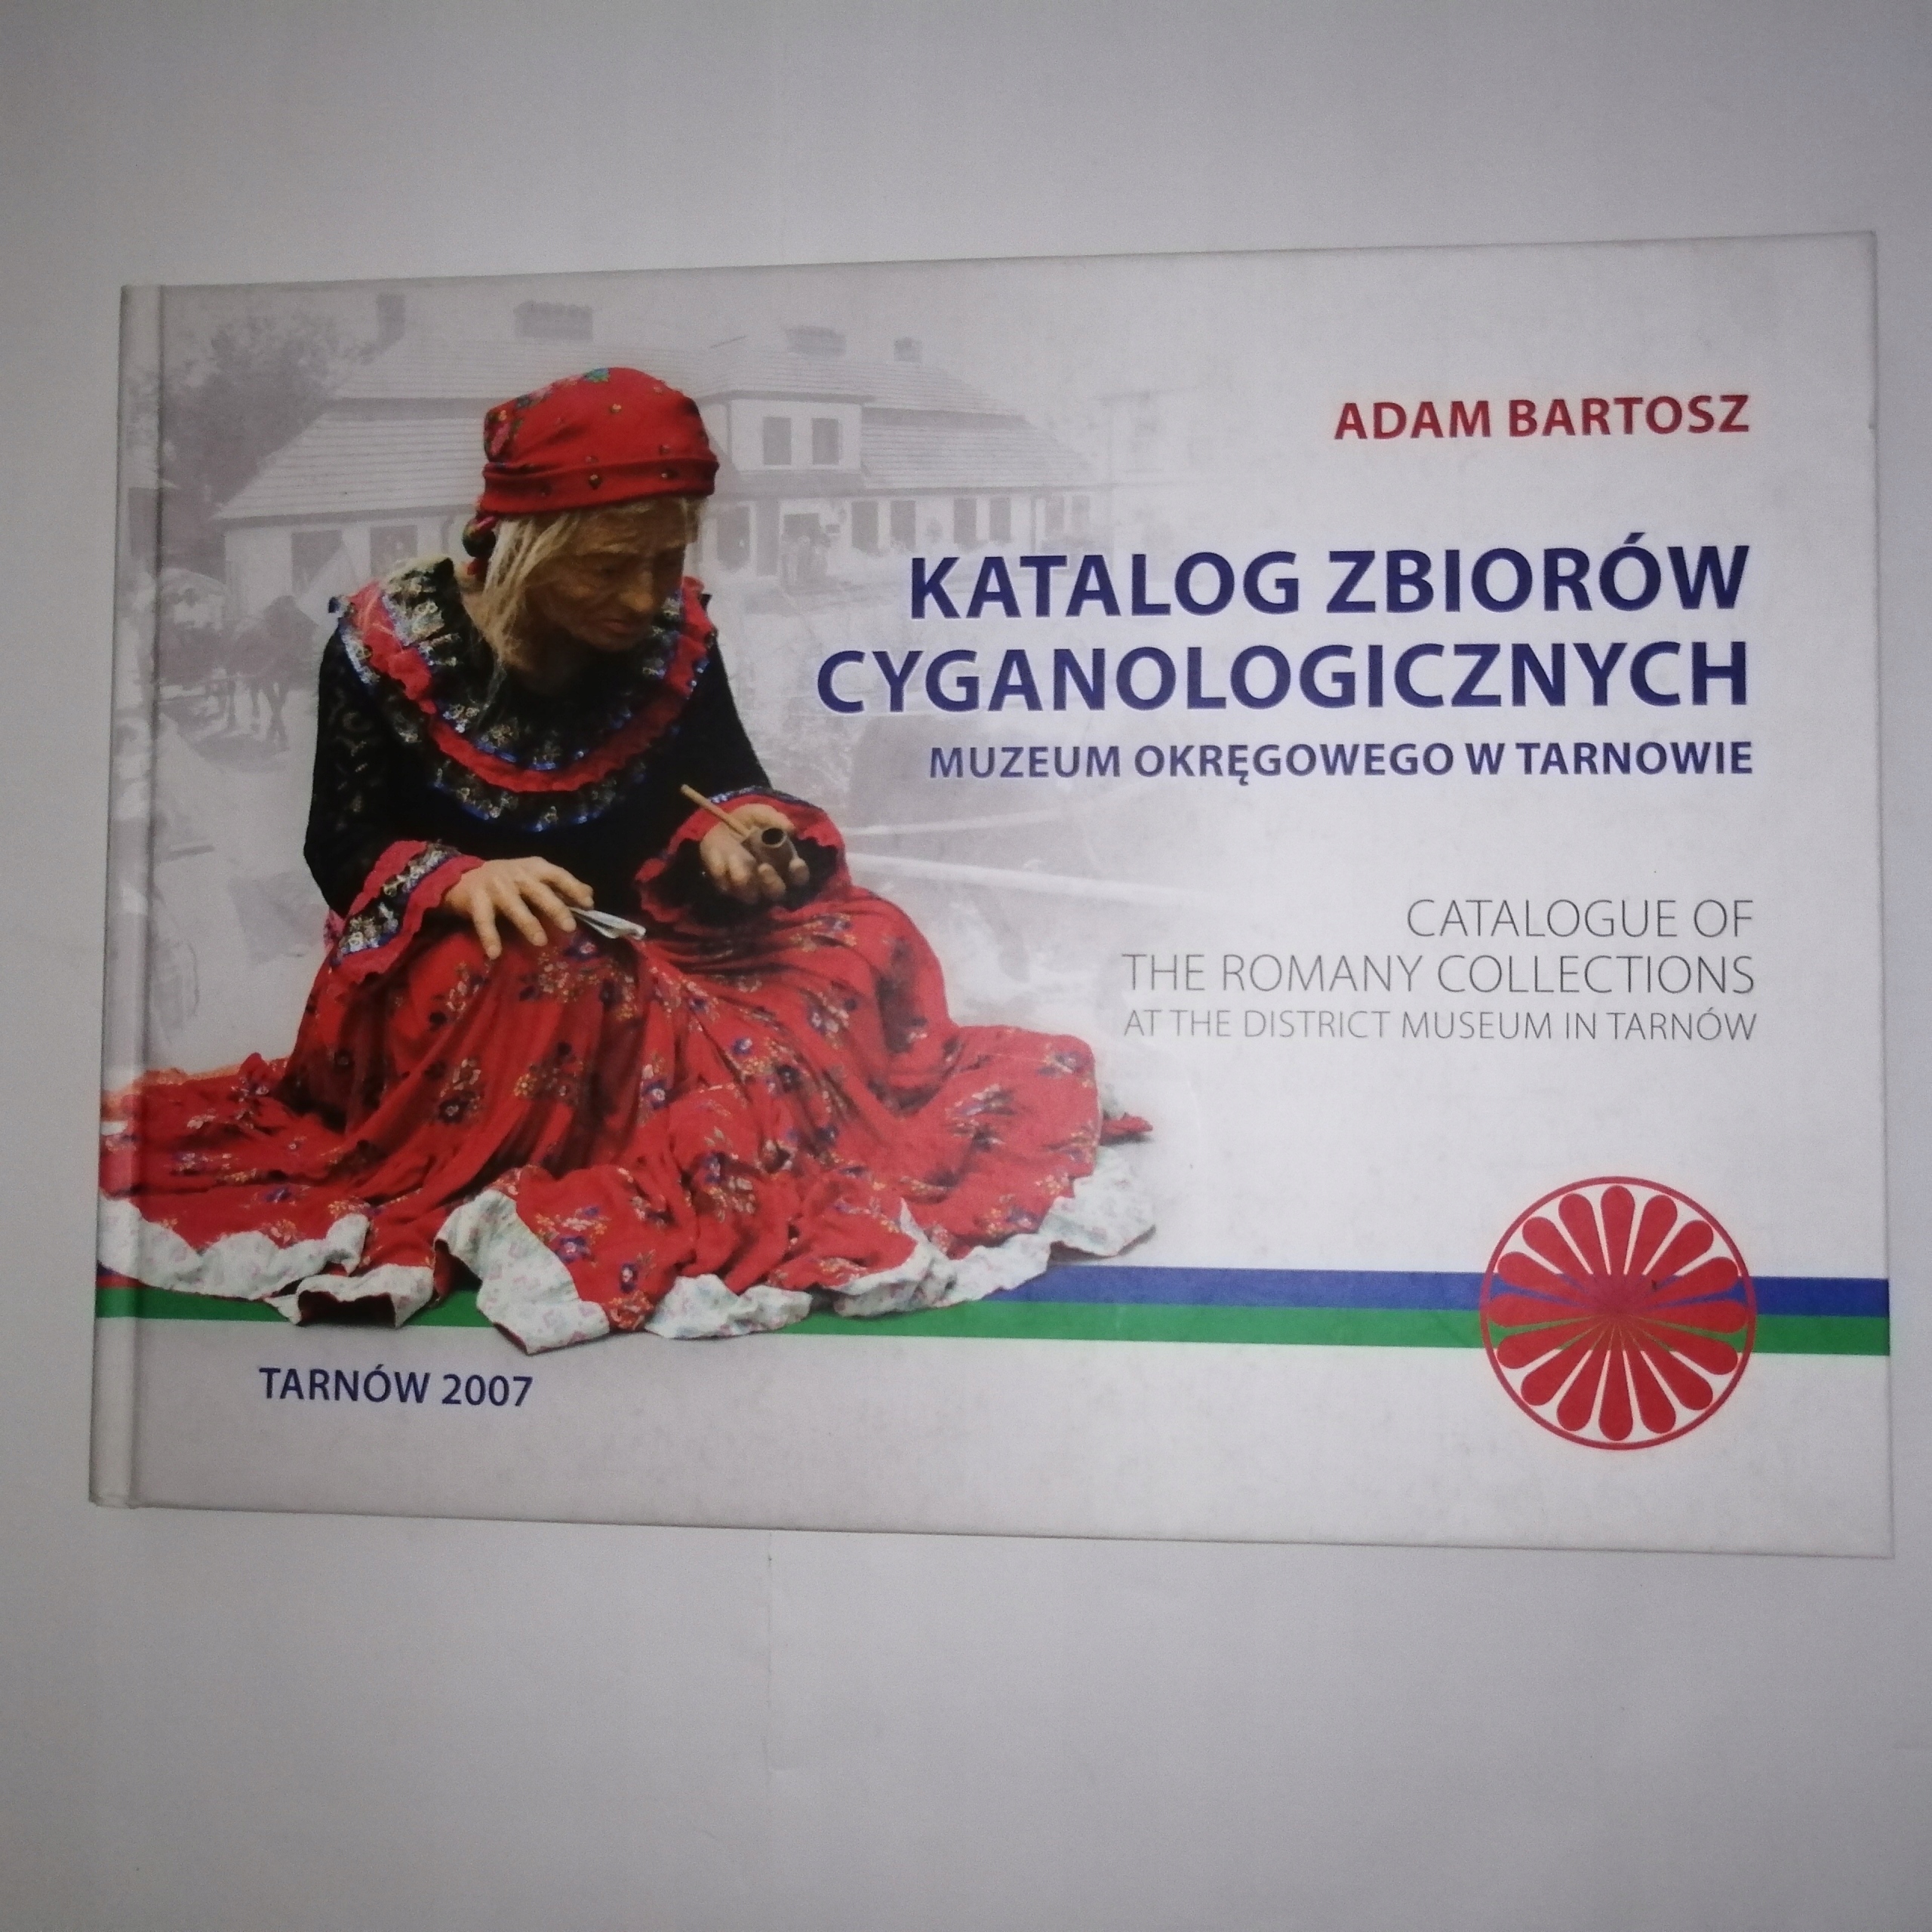 ADAM BARTOSZ
KATALOG ZBIORÓW
CYGANOLOGICZNYCH
MUZEUM OKRĘGOWEGO W TARNOWIE
CATALOGUE OF
THE ROMANY COLLECTIONS
AT THE DISTRICT MUSEUM IN TARNÓW
TARNÓW 2007